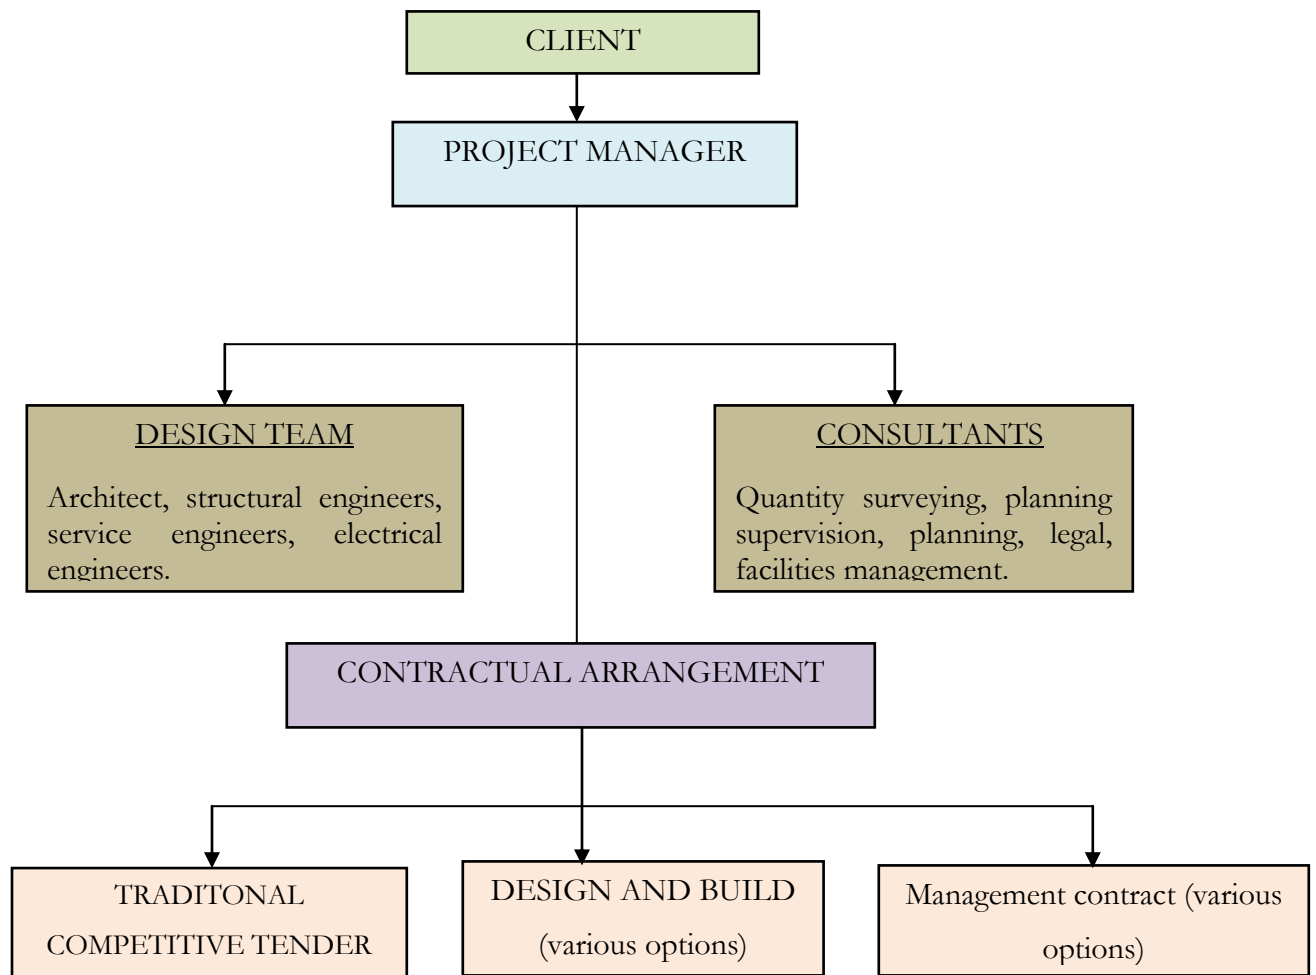 CLIENT
PROJECT MANAGER
DESIGN TEAM
Architect, structural engineers,
service engineers, electrical
engineers.
CONSULTANTS
Quantity surveying, planning
supervision, planning, legal,
facilities management.
CONTRACTUAL ARRANGEMENT
TRADITONAL
COMPETITIVE TENDER
DESIGN AND BUILD
(various options)
Management contract (various
options)